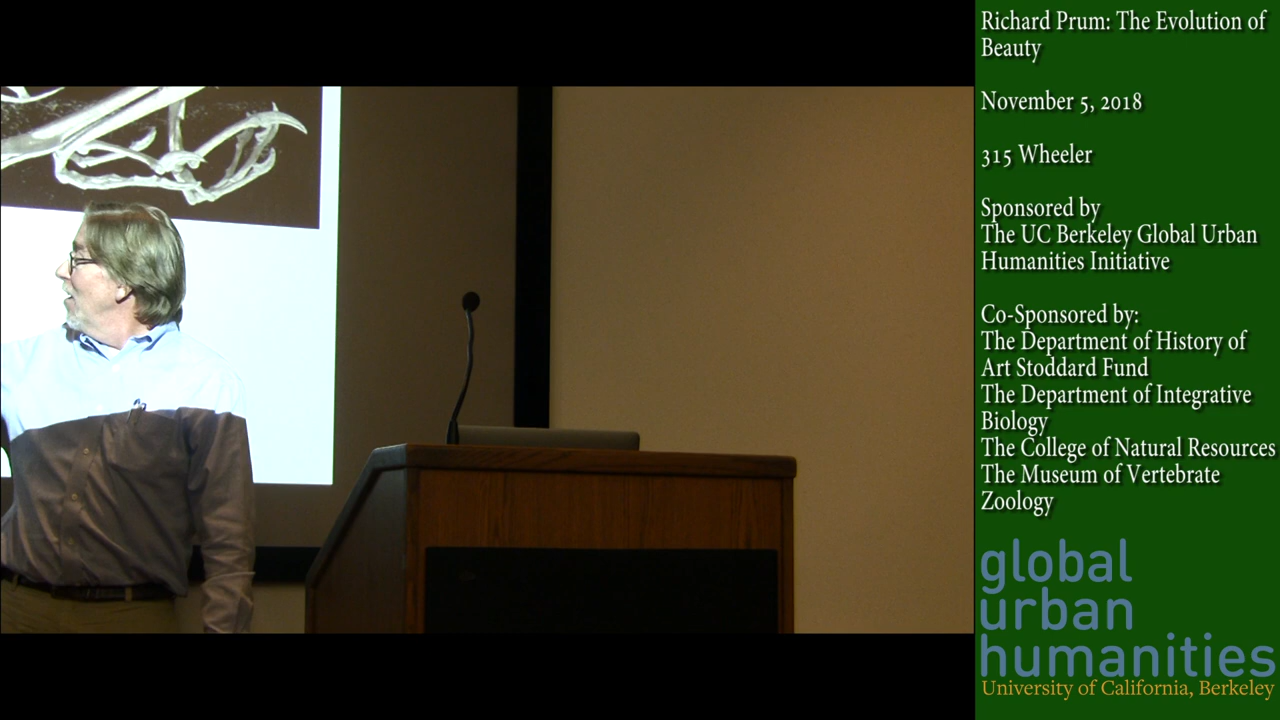 Richard Prum: The Evolution of
Beauty
November 5, 2018
315 Wheeler
Sponsored by
The UC Berkeley Global Urban
Humanities Initiative
Co-Sponsored by:
The Department of History of
Art Stoddard Fund
The Department of Integrative
Biology
The College of Natural Resources
The Museum of Vertebrate
Zoology
global
urban
humanities
University of California, Berkeley